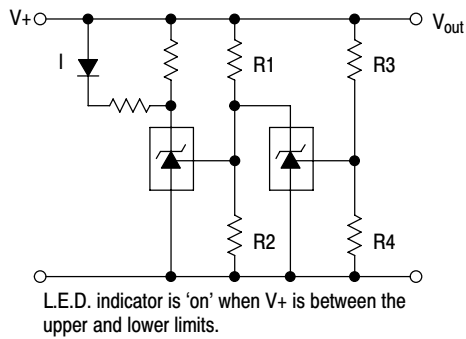 V+
Vout
I
R1
R3
R2
R4
L.E.D. indicator is ‘on’ when V+ is between the
upper and lower limits.